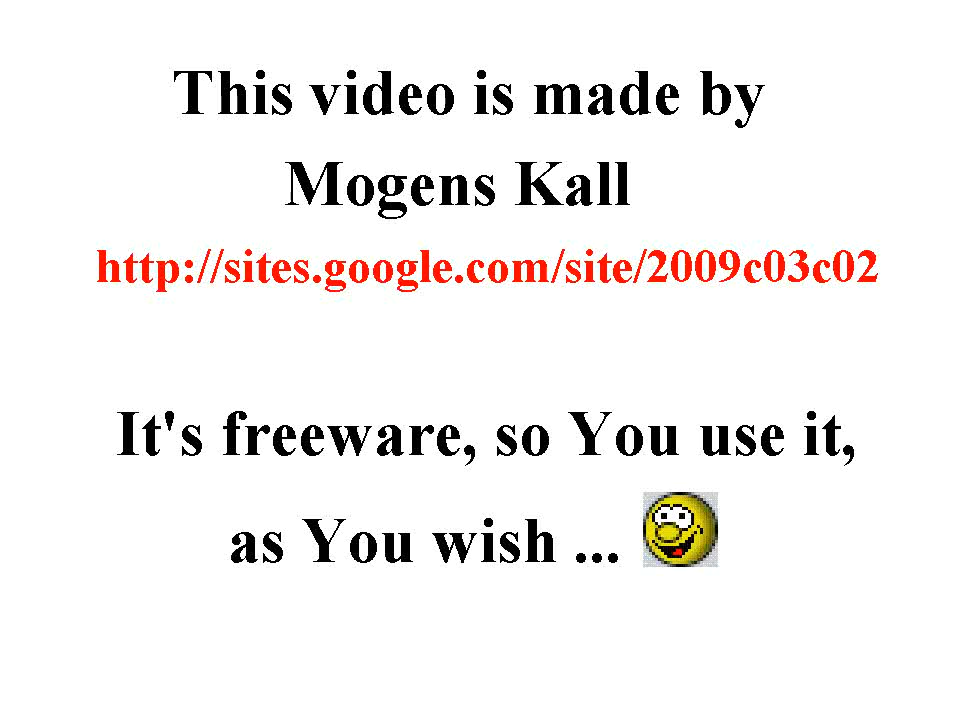 This video is made by
Mogens Kall
http://sites.google.com/site/2009c03c02
It's freeware, so You use it,
as You wish ...